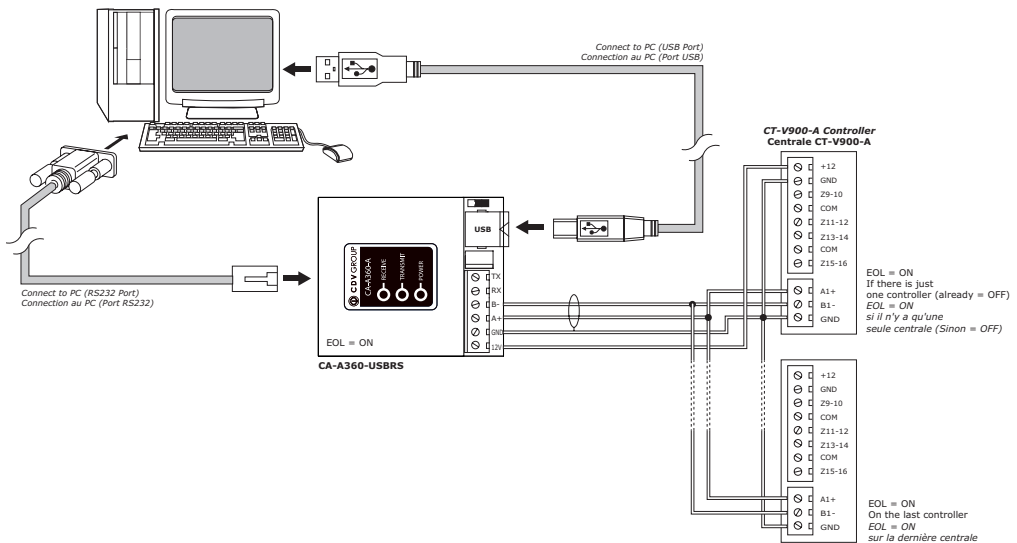 Connect to PC (USB Port)
Connection au PC (Port USB)
CT-V900-A Controller
Centrale CT-V900-A
+12
GND
Z9-10
COM
Z11-12
Z13-14
COM
Z15-16
A1+
B1-
GND
EOL = ON
If there is just
one controller (already = OFF)
EOL = ON
si il n'y a qu'une
seule centrale (Sinon = OFF)
USB
CDV GROUP
CA-A360-A
RECEIVE
TRANSMIT
POWER
TX
RX
B-
A+
GND
12V
EOL = ON
CA-A360-USBRS
Connect to PC (RS232 Port)
Connection au PC (Port RS232)
+12
GND
Z9-10
COM
Z11-12
Z13-14
COM
Z15-16
A1+
B1-
GND
EOL = ON
On the last controller
EOL = ON
sur la dernière centrale